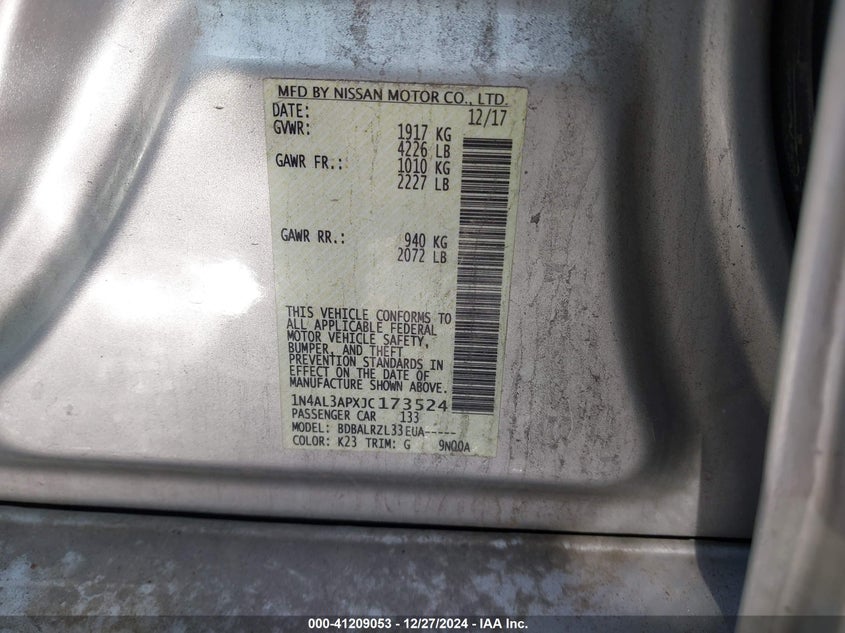 MFD BY NISSAN MOTOR CO., LTD.
DATE: 12/17
GVWR: 1917 KG
4226 LB
GAWR FR.: 1010 KG
2227 LB
GAWR RR.: 940 KG
2072 LB
THIS VEHICLE CONFORMS TO
ALL APPLICABLE FEDERAL
MOTOR VEHICLE SAFETY,
BUMPER, AND THEFT
PREVENTION STANDARDS IN
EFFECT ON THE DATE OF
MANUFACTURE SHOWN ABOVE.
1N4AL3APXJC173524
PASSENGER CAR 133
MODEL: BDBALRZL33EUA-----
COLOR: K23 TRIM: G 9NQ0A
000-41209053 - 12/27/2024 - IAA Inc.